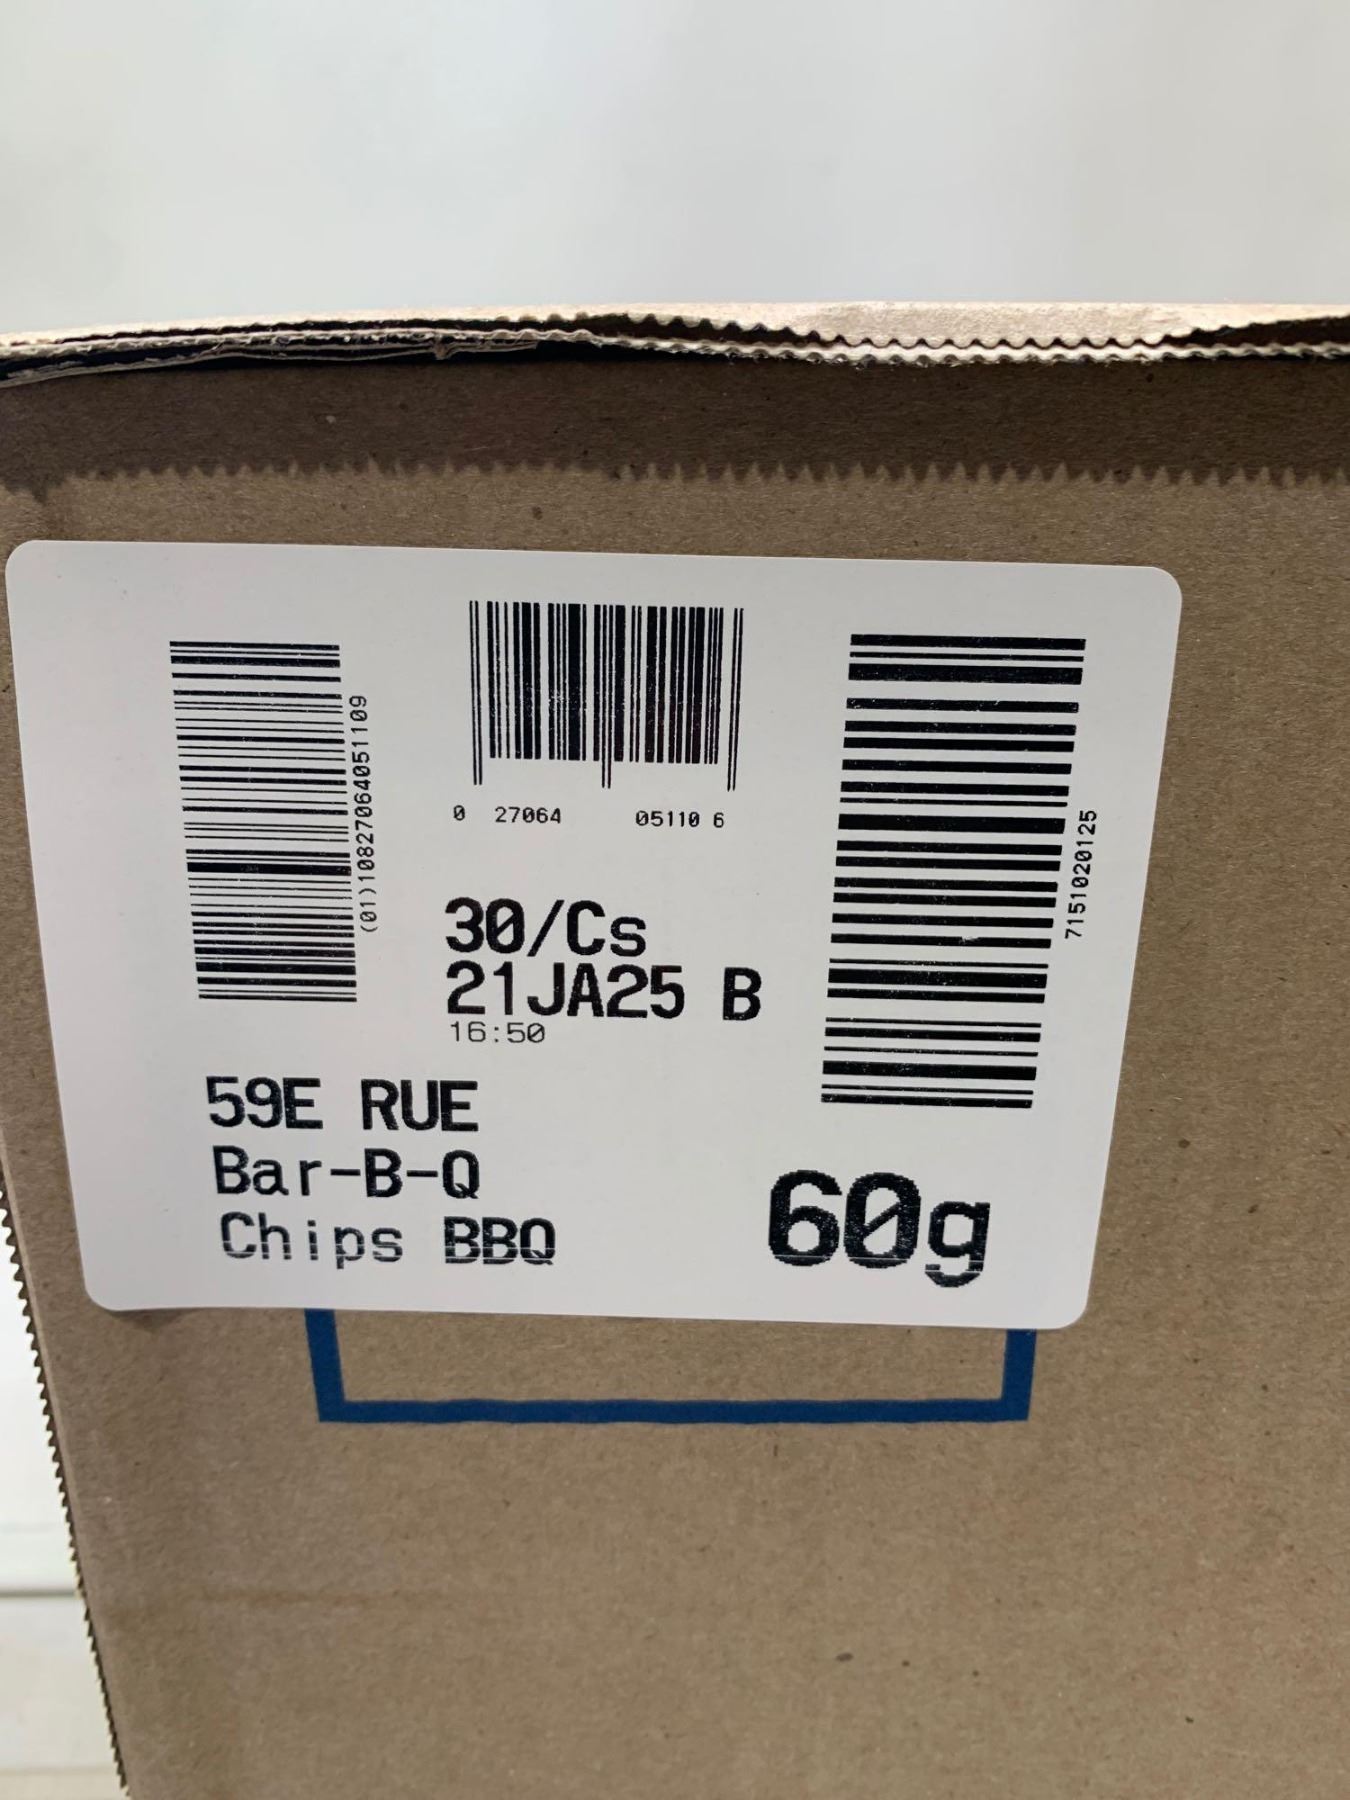 (01)10827064051109
0 27064 05110 6
7151020125
30/Cs
21JA25 B
16:50
59E RUE
Bar-B-Q
Chips BBQ
60g